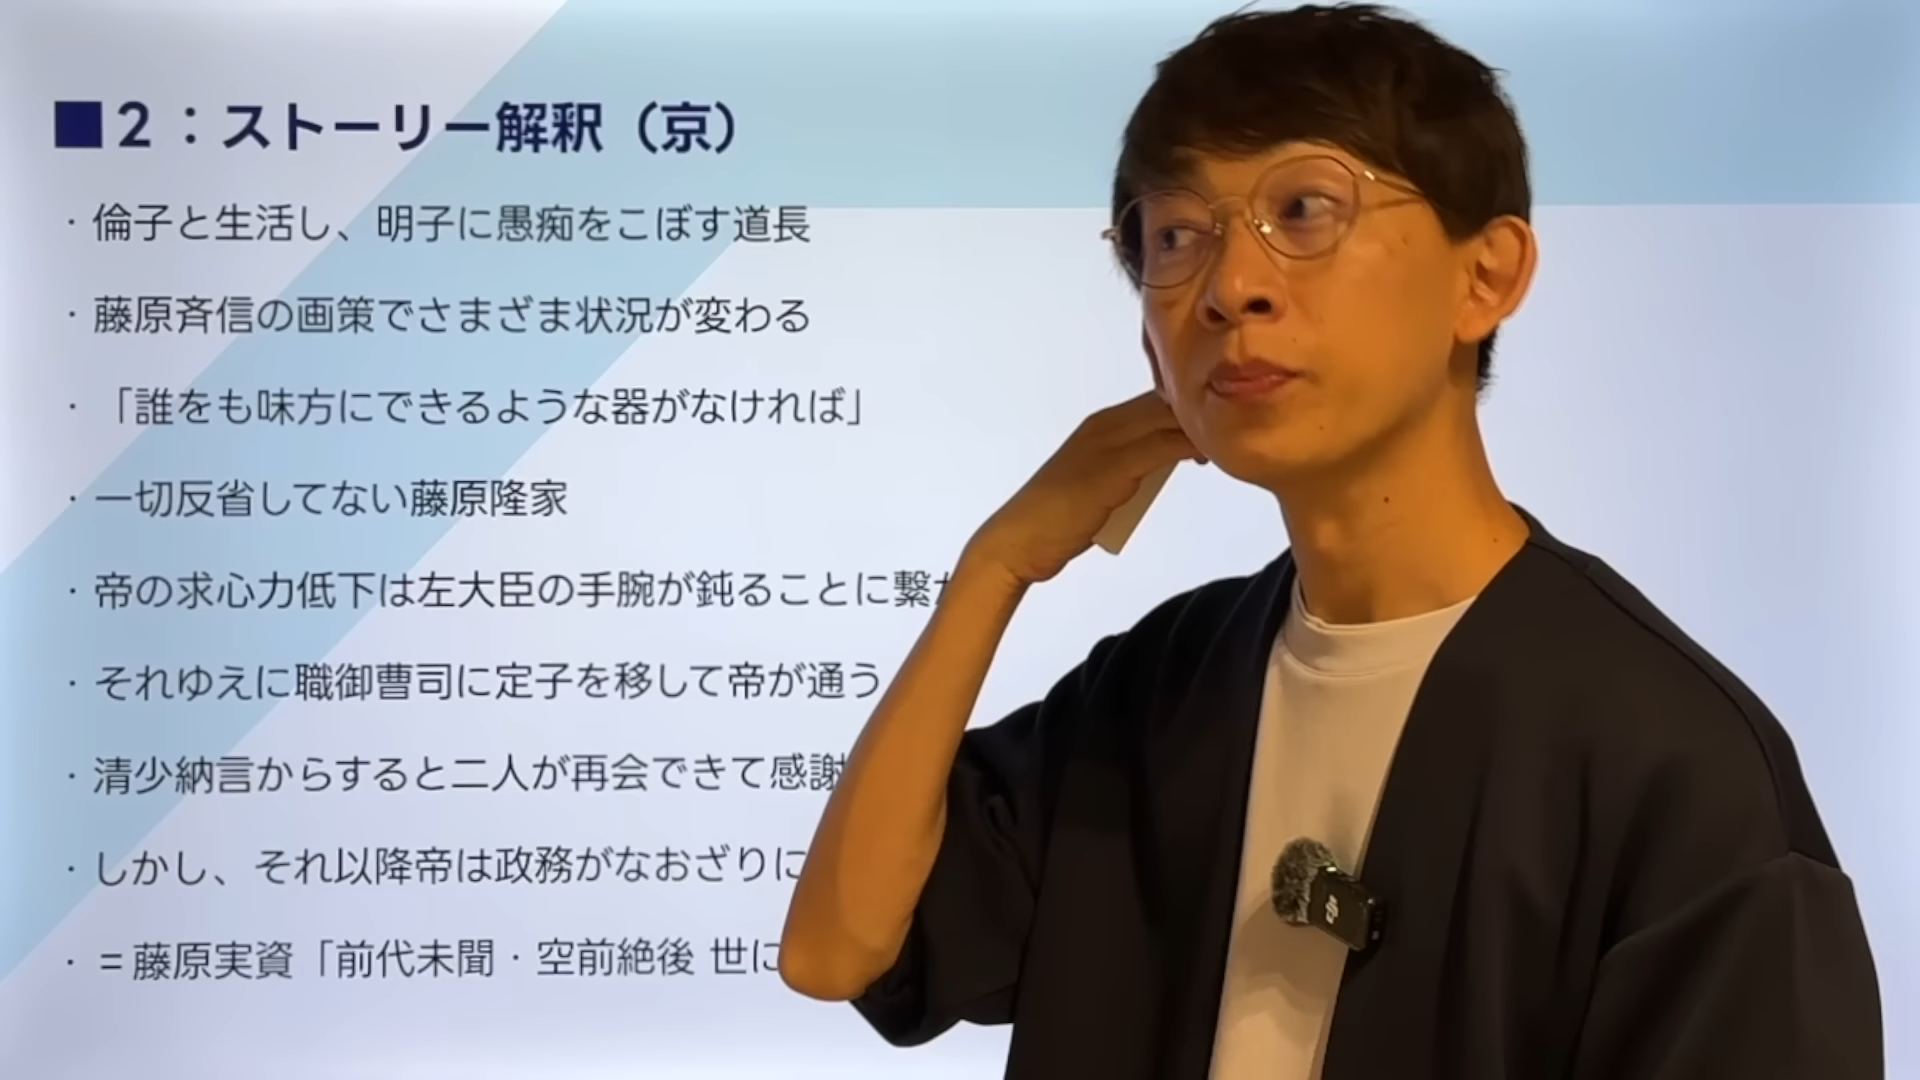 ■2：ストーリー解釈（京）
・倫子と生活し、明子に愚痴をこぼす道長
・藤原斉信の画策でさまざま状況が変わる
・「誰をも味方にできるような器がなければ」
・一切反省してない藤原隆家
・帝の求心力低下は左大臣の手腕が鈍ることに繋が
・それゆえに職御曹司に定子を移して帝が通う
・清少納言からすると二人が再会できて感謝
・しかし、それ以降帝は政務がなおざりに
・＝藤原実資「前代未聞・空前絶後 世に
dji